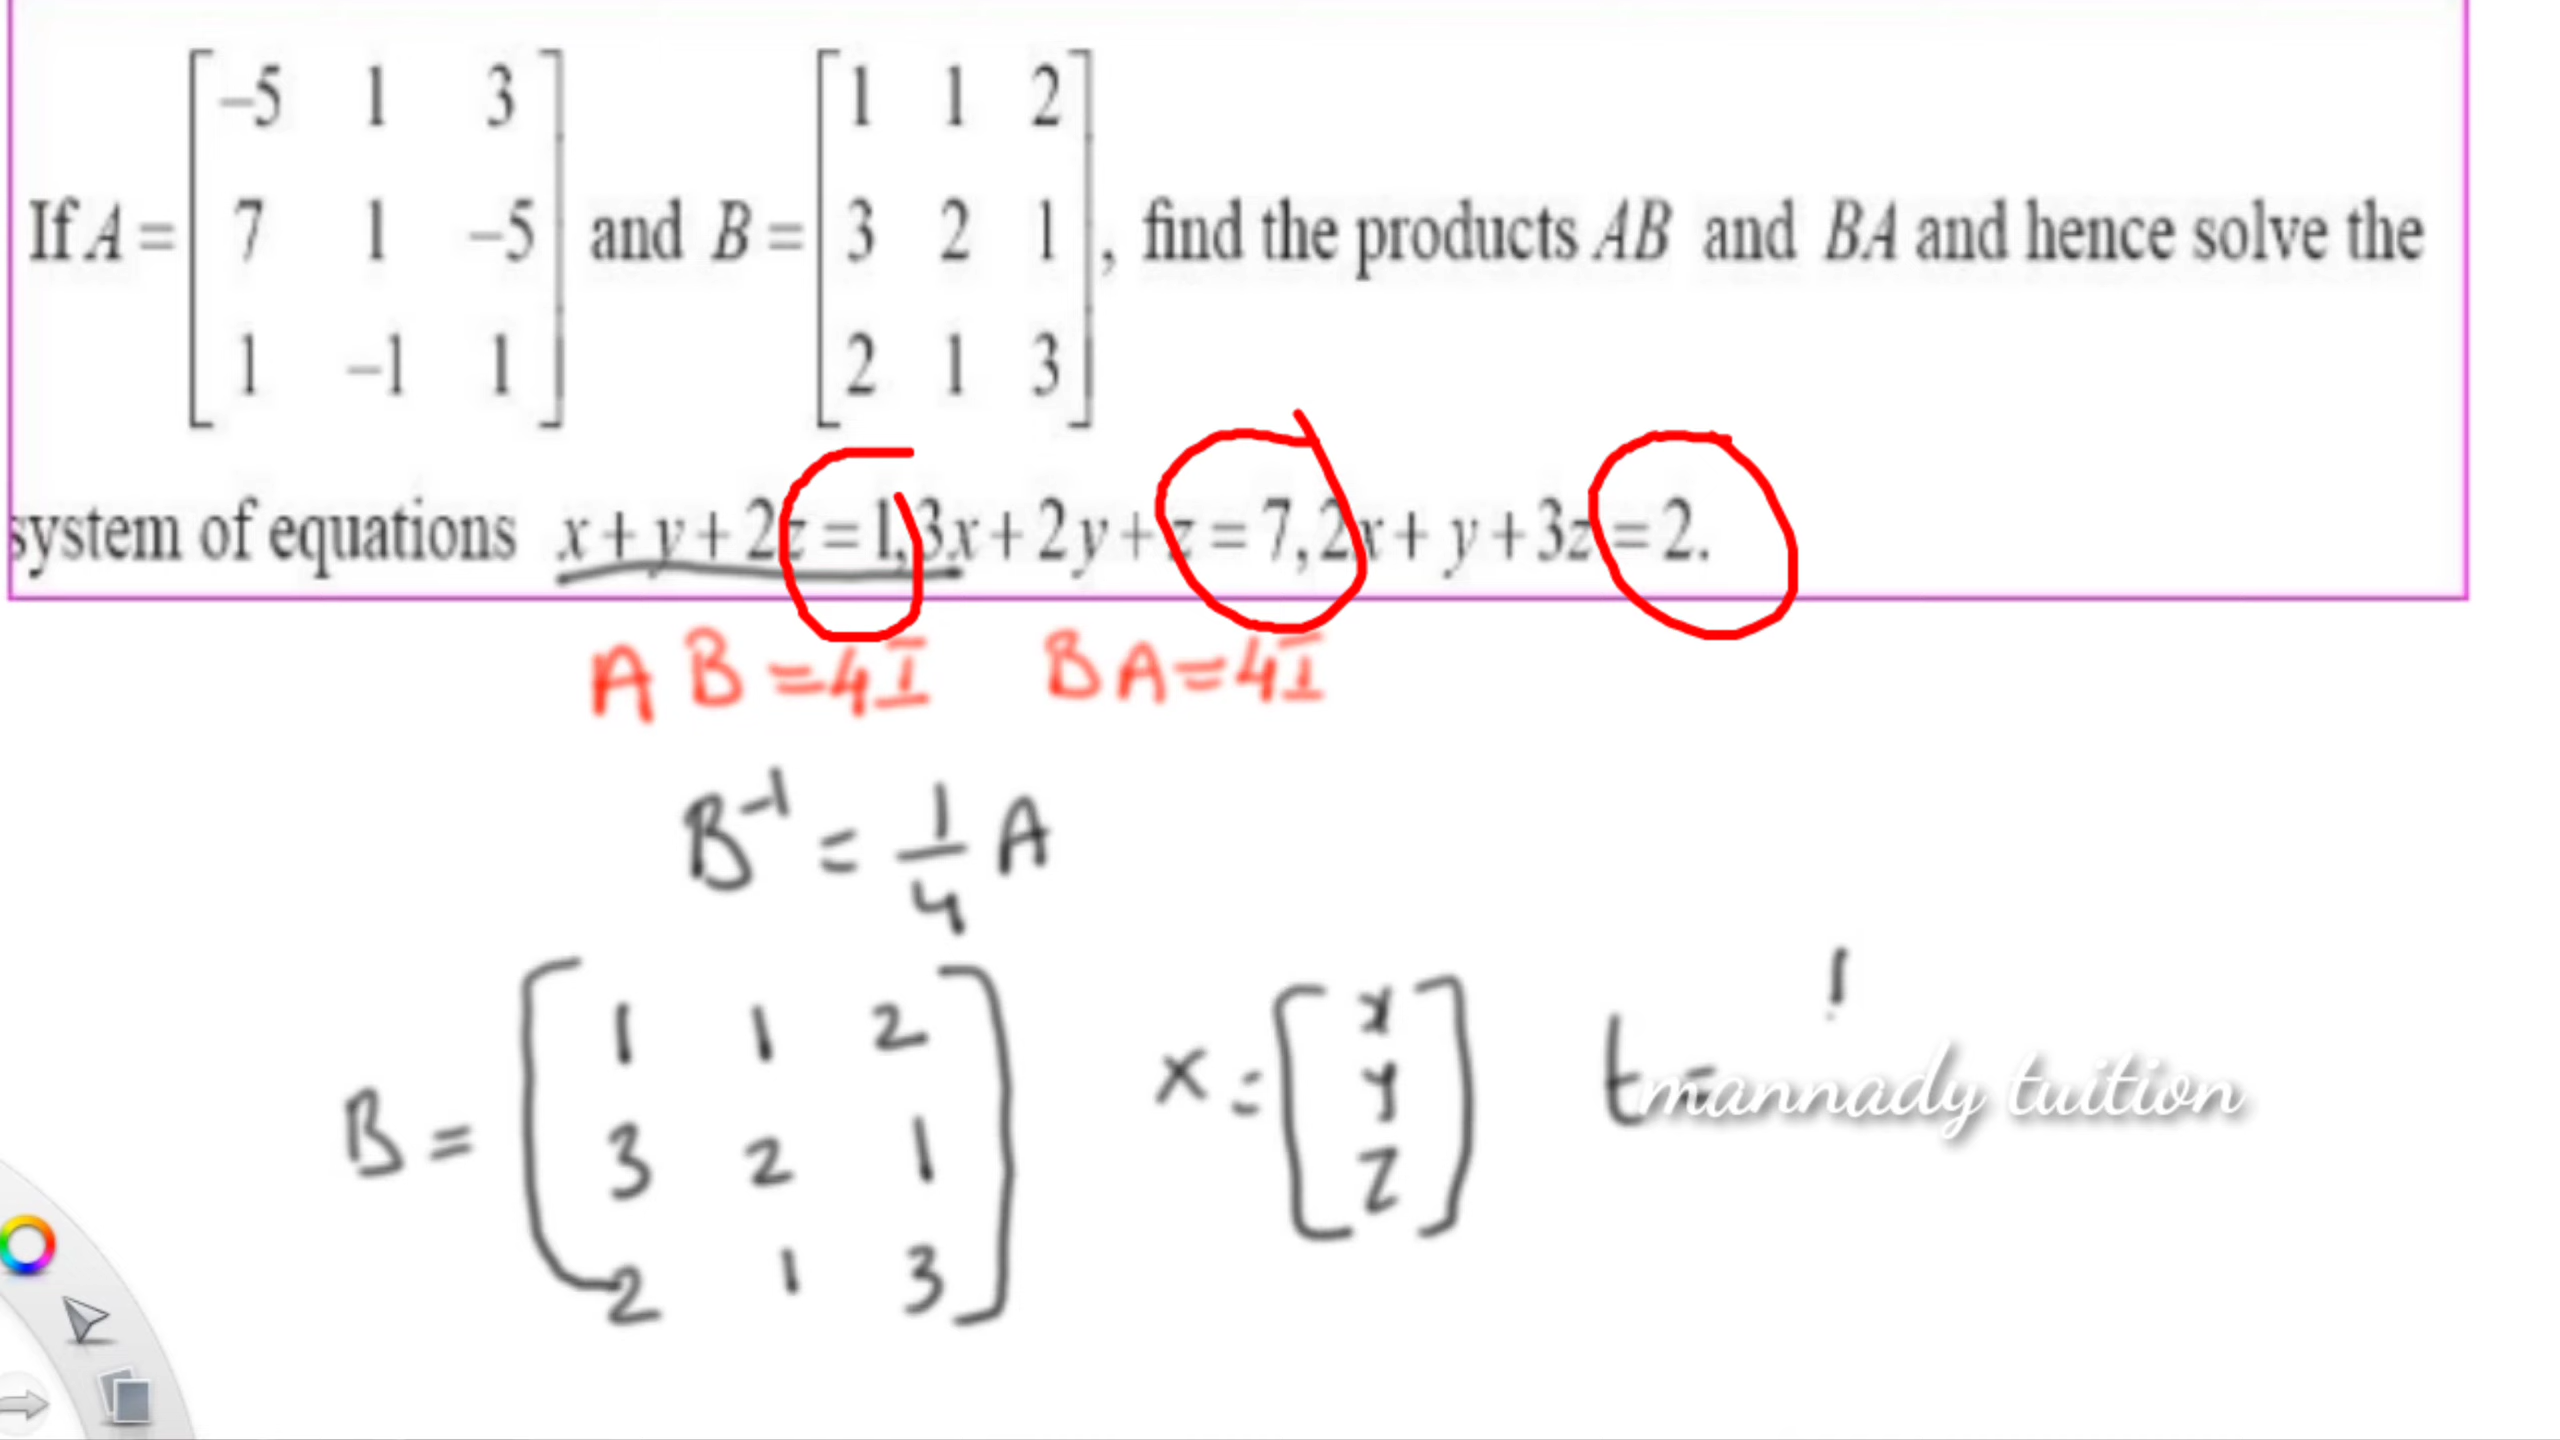 If A = [ -5 1 3 ; 7 1 -5 ; 1 -1 1 ] and B = [ 1 1 2 ; 3 2 1 ; 2 1 3 ], find the products AB and BA and hence solve the
system of equations x + y + 2z = 1, 3x + 2y + z = 7, 2x + y + 3z = 2.
AB = 4I BA = 4I
B⁻¹ = 1/4 A
B = [ 1 1 2 ; 3 2 1 ; 2 1 3 ] x = [ x ; y ; z ] t = 1
mannady tuition